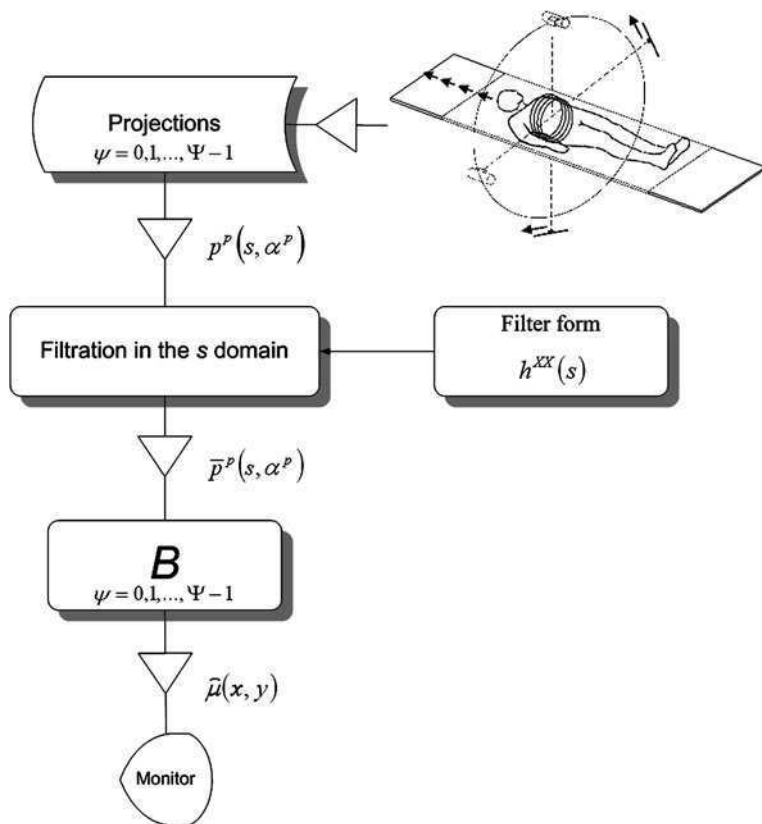 Projections
ψ = 0,1,...,Ψ−1
p^p(s, α^p)
Filtration in the s domain
Filter form
h^XX(s)
p̄^p(s, α^p)
B
ψ = 0,1,...,Ψ−1
μ̂(x, y)
Monitor